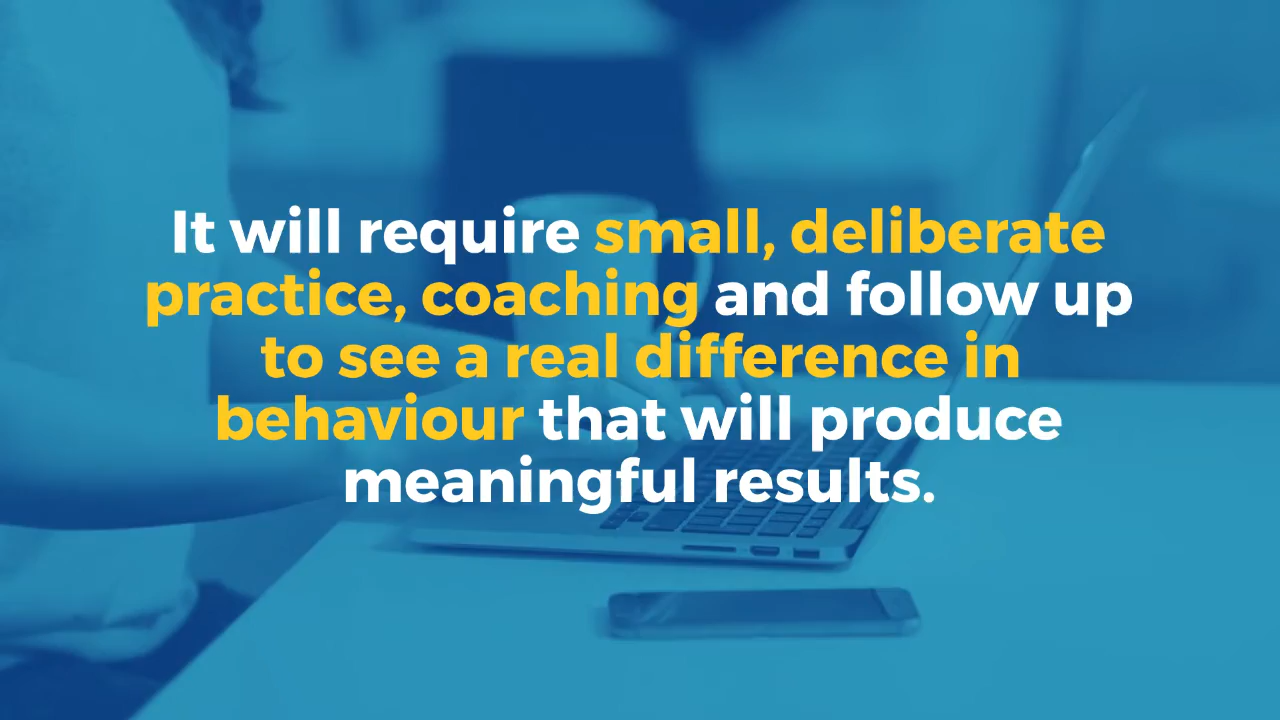 It will require small, deliberate
practice, coaching and follow up
to see a real difference in
behaviour that will produce
meaningful results.